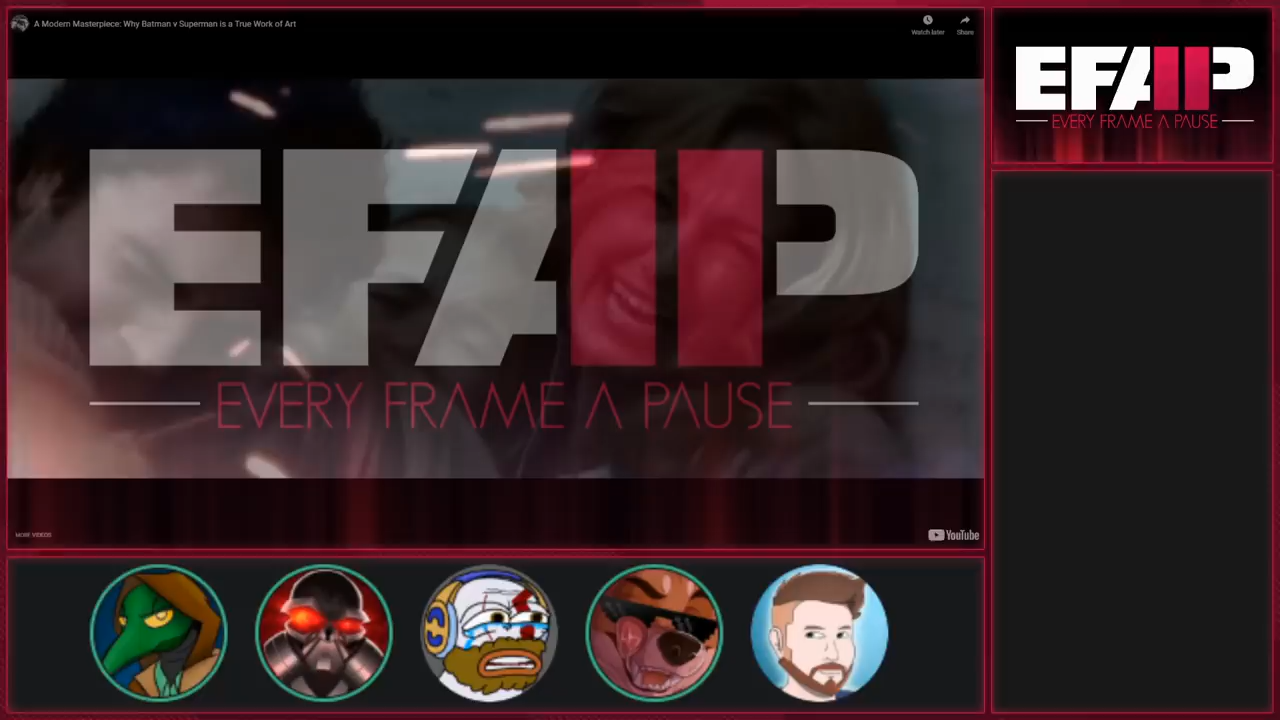 A Modern Masterpiece: Why Batman v Superman is a True Work of Art
Watch later
Share
EFAP
EVERY FRAME A PAUSE
EFAP
EVERY FRAME A PAUSE
MORE VIDEOS
YouTube